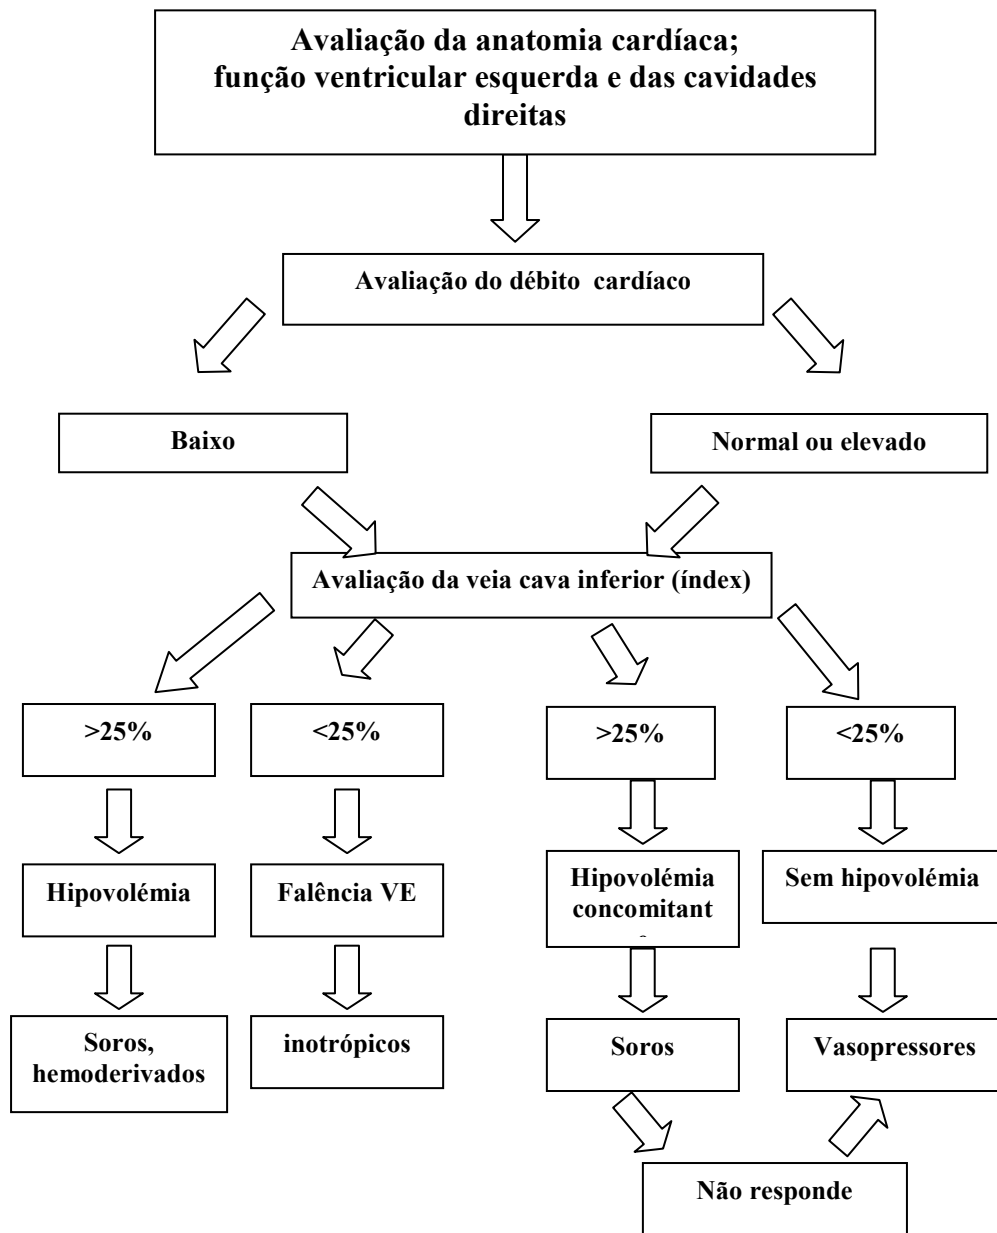 Avaliação da anatomia cardíaca;
função ventricular esquerda e das cavidades
direitas
Avaliação do débito cardíaco
Baixo
Normal ou elevado
Avaliação da veia cava inferior (índex)
>25%
<25%
>25%
<25%
Hipovolémia
Falência VE
Hipovolémia
concomitant
Sem hipovolémia
Soros,
hemoderivados
inotrópicos
Soros
Vasopressores
Não responde